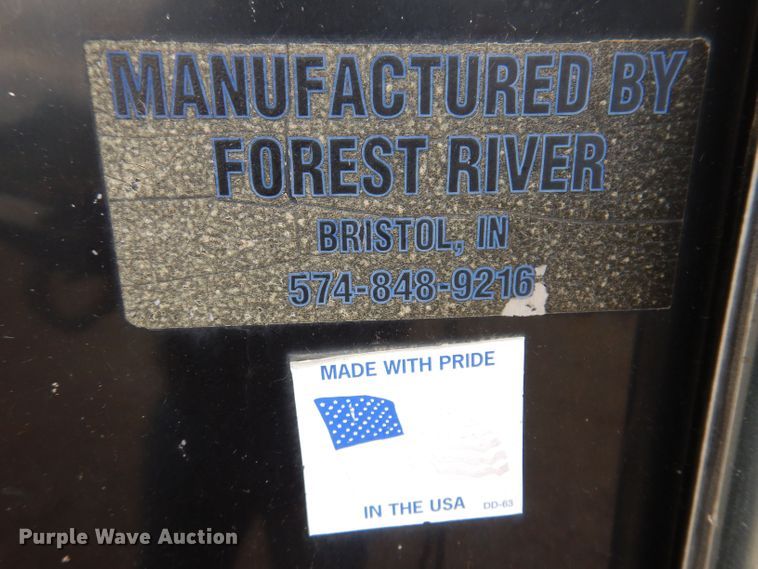 MANUFACTURED BY
FOREST RIVER
BRISTOL, IN
574-848-9216
MADE WITH PRIDE
IN THE USA DD-63
Purple Wave Auction